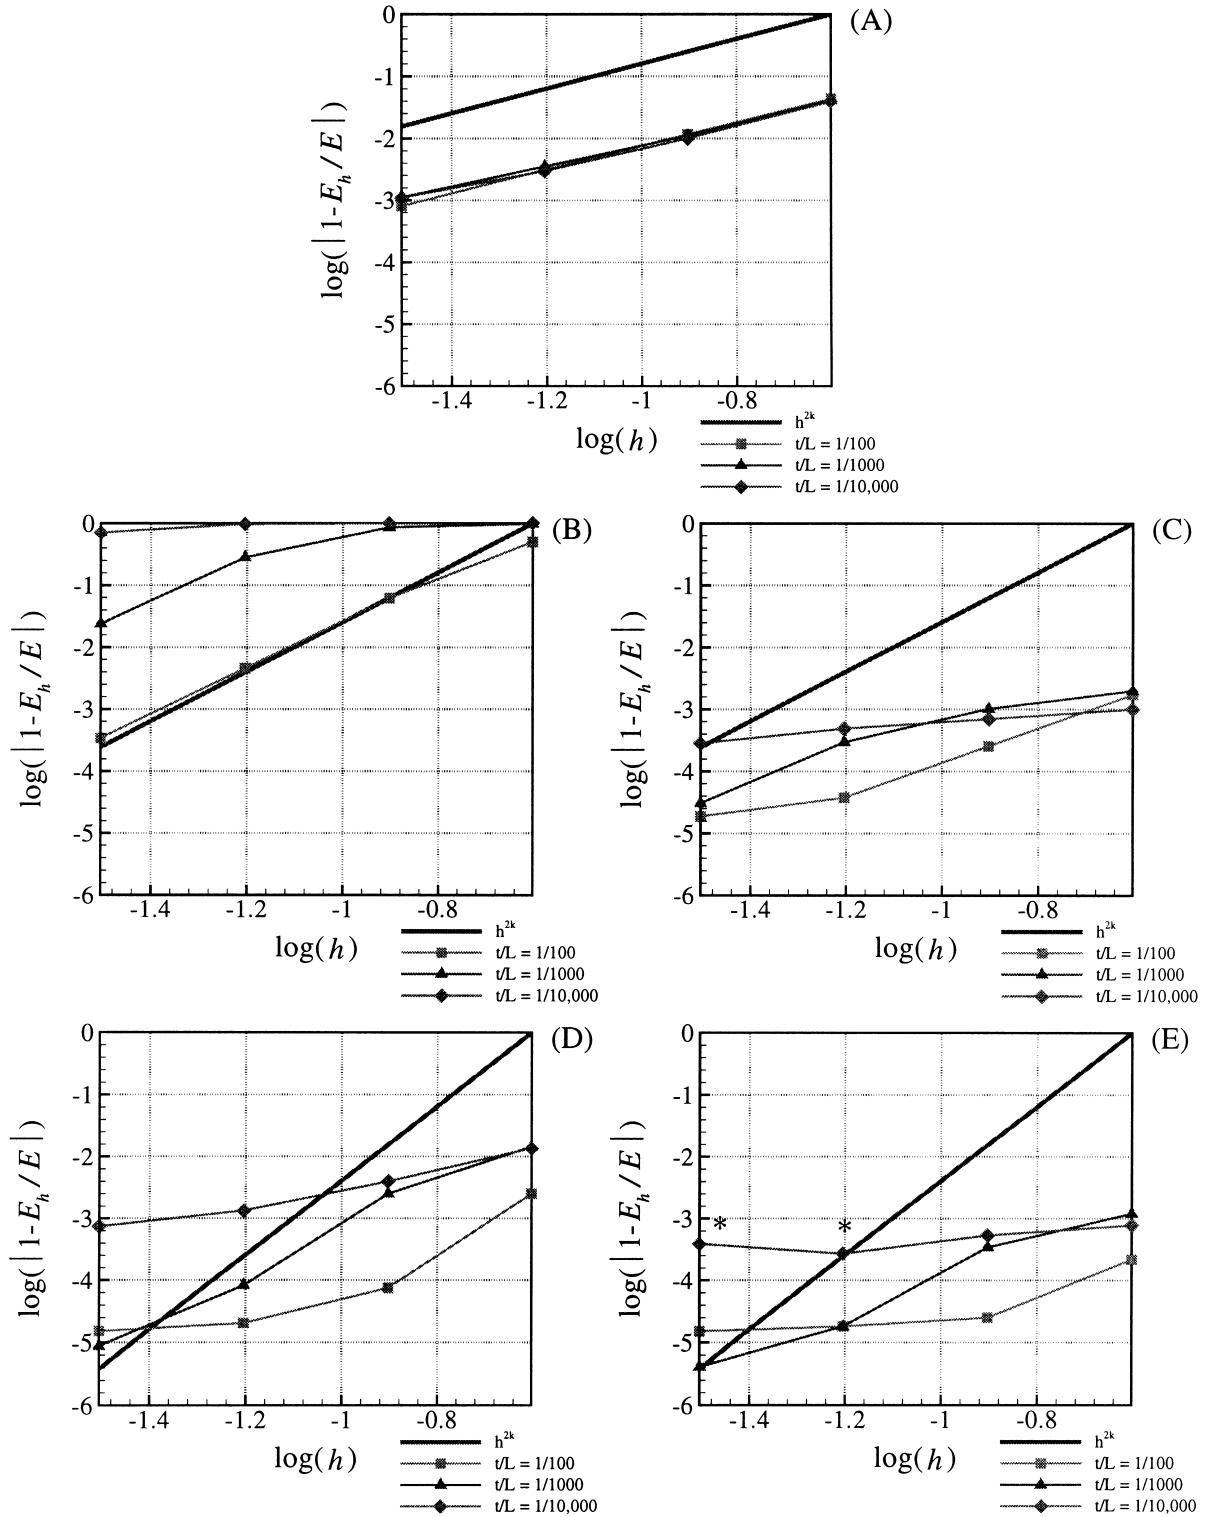 (A)
0
-1
-2
-3
-4
-5
-6
log(|1-E_h/E|)
-1.4 -1.2 -1 -0.8
log(h)
h^2k
t/L = 1/100
t/L = 1/1000
t/L = 1/10,000
(B)
0
-1
-2
-3
-4
-5
-6
log(|1-E_h/E|)
-1.4 -1.2 -1 -0.8
log(h)
h^2k
t/L = 1/100
t/L = 1/1000
t/L = 1/10,000
(C)
0
-1
-2
-3
-4
-5
-6
log(|1-E_h/E|)
-1.4 -1.2 -1 -0.8
log(h)
h^2k
t/L = 1/100
t/L = 1/1000
t/L = 1/10,000
(D)
0
-1
-2
-3
-4
-5
-6
log(|1-E_h/E|)
-1.4 -1.2 -1 -0.8
log(h)
h^2k
t/L = 1/100
t/L = 1/1000
t/L = 1/10,000
(E)
0
-1
-2
-3
-4
-5
-6
* *
log(|1-E_h/E|)
-1.4 -1.2 -1 -0.8
log(h)
h^2k
t/L = 1/100
t/L = 1/1000
t/L = 1/10,000